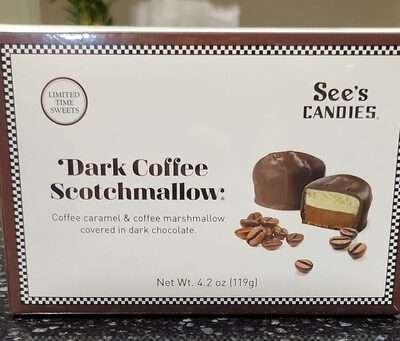 LIMITED
TIME
SWEETS
See's
CANDIES®
Dark Coffee
Scotchmallow®
Coffee caramel & coffee marshmallow
covered in dark chocolate.
Net Wt. 4.2 oz (119g)